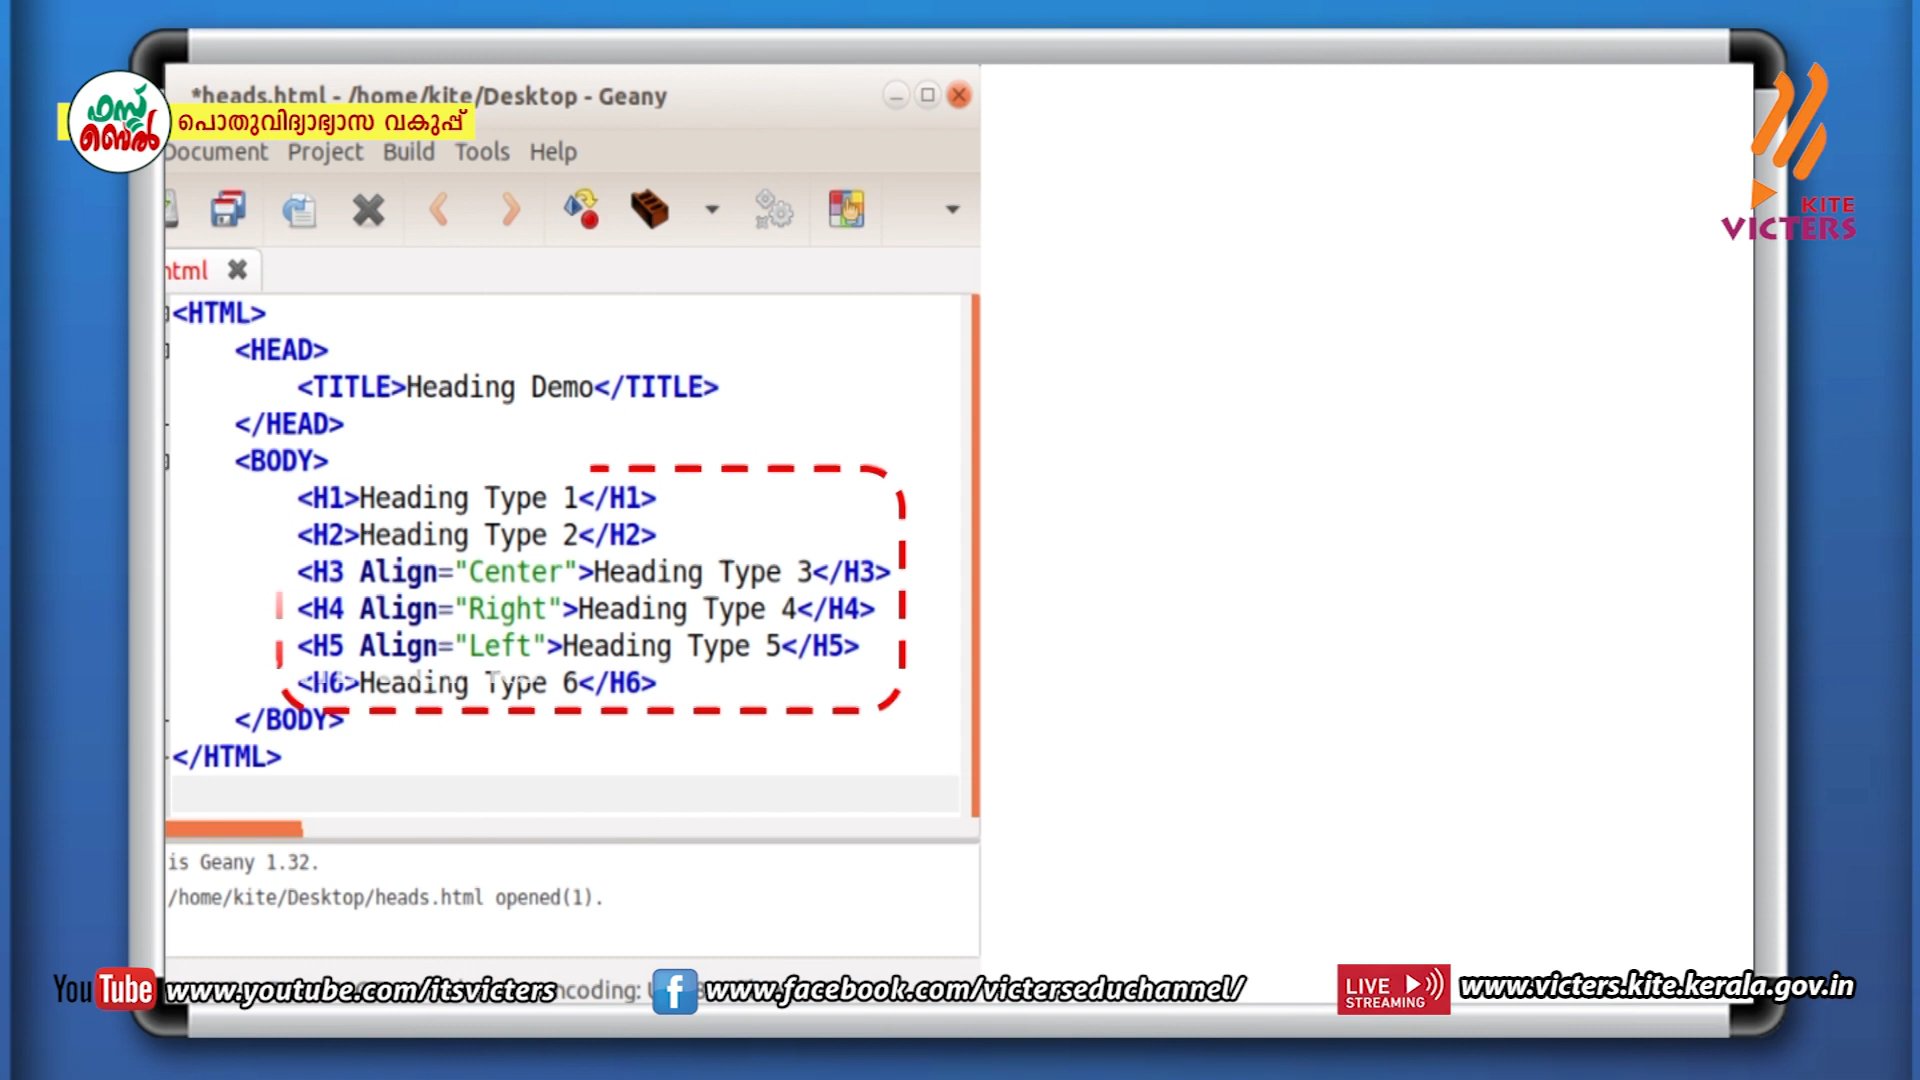 *heads.html - /home/kite/Desktop - Geany
ഫസ്റ്റ്
ബെൽ
പൊതുവിദ്യാഭ്യാസ വകുപ്പ്
Document Project Build Tools Help
KITE
VICTERS
html
<HTML>
<HEAD>
<TITLE>Heading Demo</TITLE>
</HEAD>
<BODY>
<H1>Heading Type 1</H1>
<H2>Heading Type 2</H2>
<H3 Align="Center">Heading Type 3</H3>
<H4 Align="Right">Heading Type 4</H4>
<H5 Align="Left">Heading Type 5</H5>
<H6>Heading Type 6</H6>
</BODY>
</HTML>
is Geany 1.32.
/home/kite/Desktop/heads.html opened(1).
You Tube www.youtube.com/itsvicters
f www.facebook.com/victerseduchannel/
LIVE STREAMING www.victers.kite.kerala.gov.in